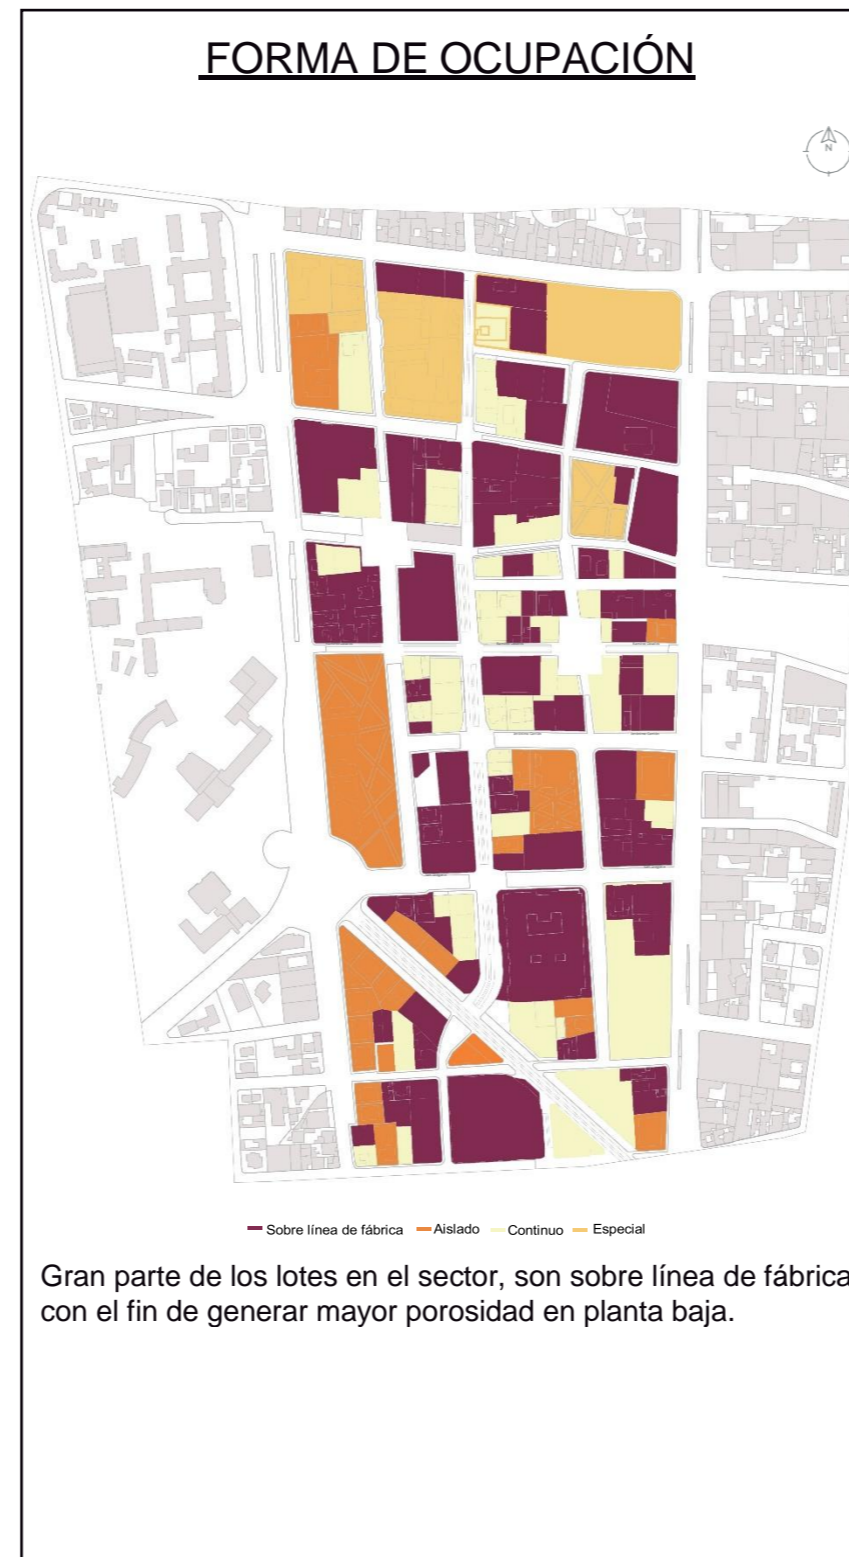 FORMA DE OCUPACIÓN
N
Sobre línea de fábrica Aislado Continuo Especial
Gran parte de los lotes en el sector, son sobre línea de fábrica
con el fin de generar mayor porosidad en planta baja.